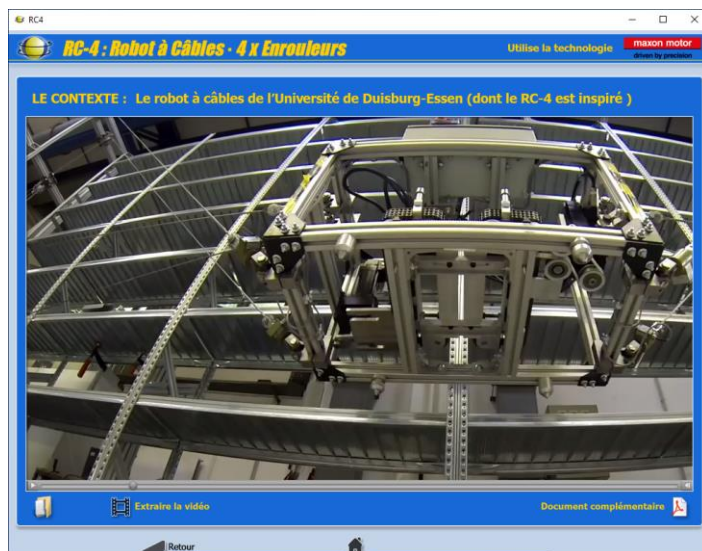 RC4
RC-4 : Robot à Câbles - 4 x Enrouleurs
Utilise la technologie
maxon motor
driven by precision
LE CONTEXTE : Le robot à câbles de l'Université de Duisburg-Essen (dont le RC-4 est inspiré )
Extraire la vidéo
Document complémentaire
Retour